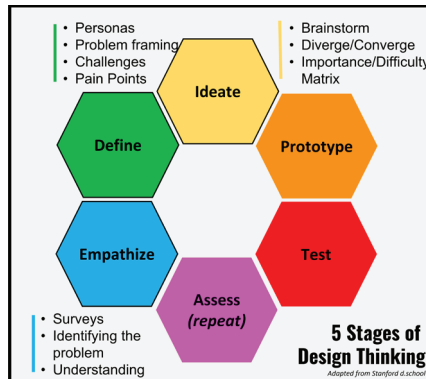 • Personas
• Problem framing
• Challenges
• Pain Points
• Brainstorm
• Diverge/Converge
• Importance/Difficulty
Matrix
Ideate
Define
Prototype
Empathize
Test
Assess
(repeat)
• Surveys
• Identifying the
problem
• Understanding
5 Stages of
Design Thinking
Adapted from Stanford d.school